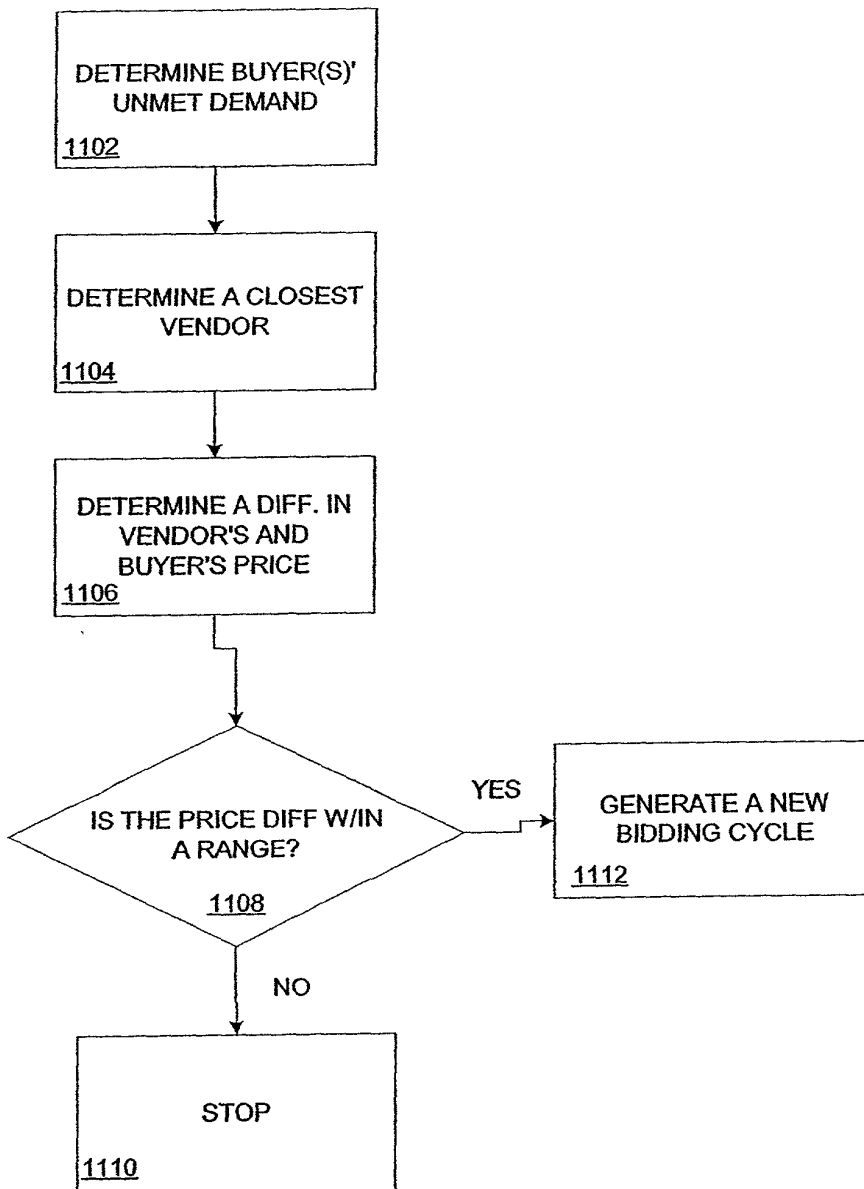 DETERMINE BUYER(S)'
UNMET DEMAND
1102
DETERMINE A CLOSEST
VENDOR
1104
DETERMINE A DIFF. IN
VENDOR'S AND
BUYER'S PRICE
1106
IS THE PRICE DIFF W/IN
A RANGE?
1108
YES
GENERATE A NEW
BIDDING CYCLE
1112
NO
STOP
1110